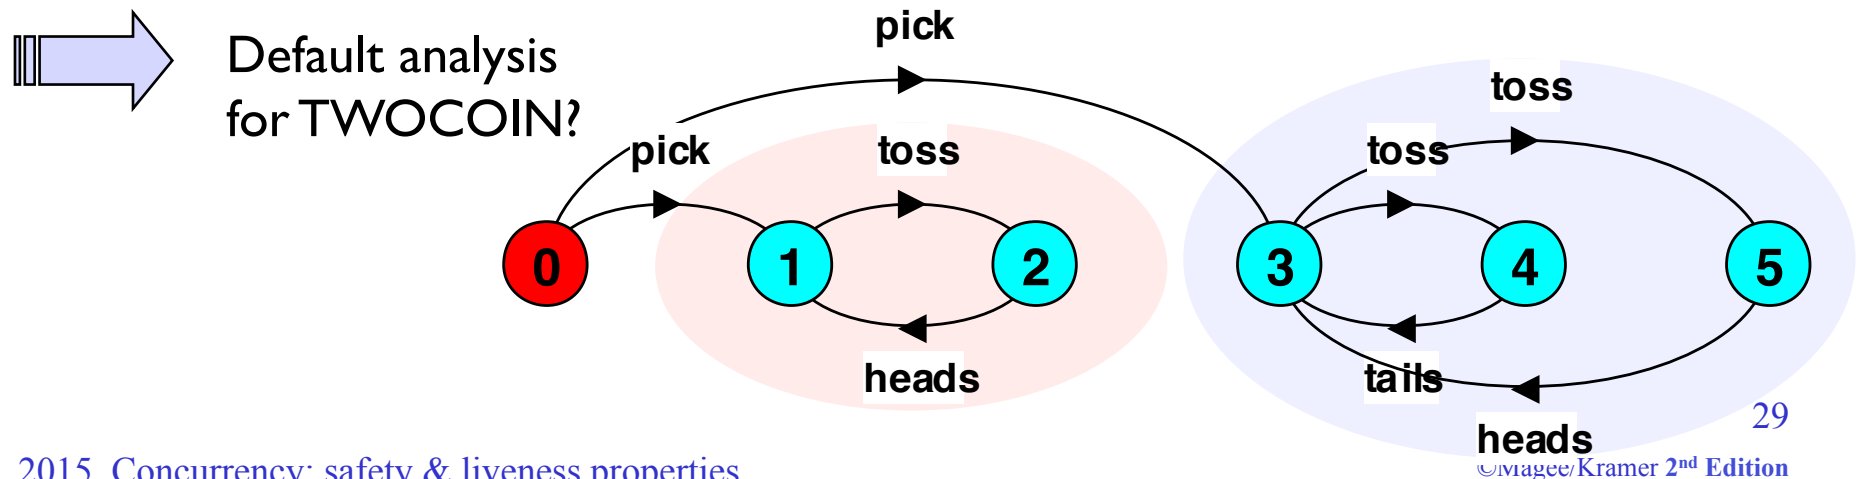 Default analysis
for TWOCOIN?
pick
pick
toss
toss
toss
0
1
2
3
4
5
heads
tails
heads
29
2015 Concurrency: safety & liveness properties
©Magee/Kramer 2nd Edition